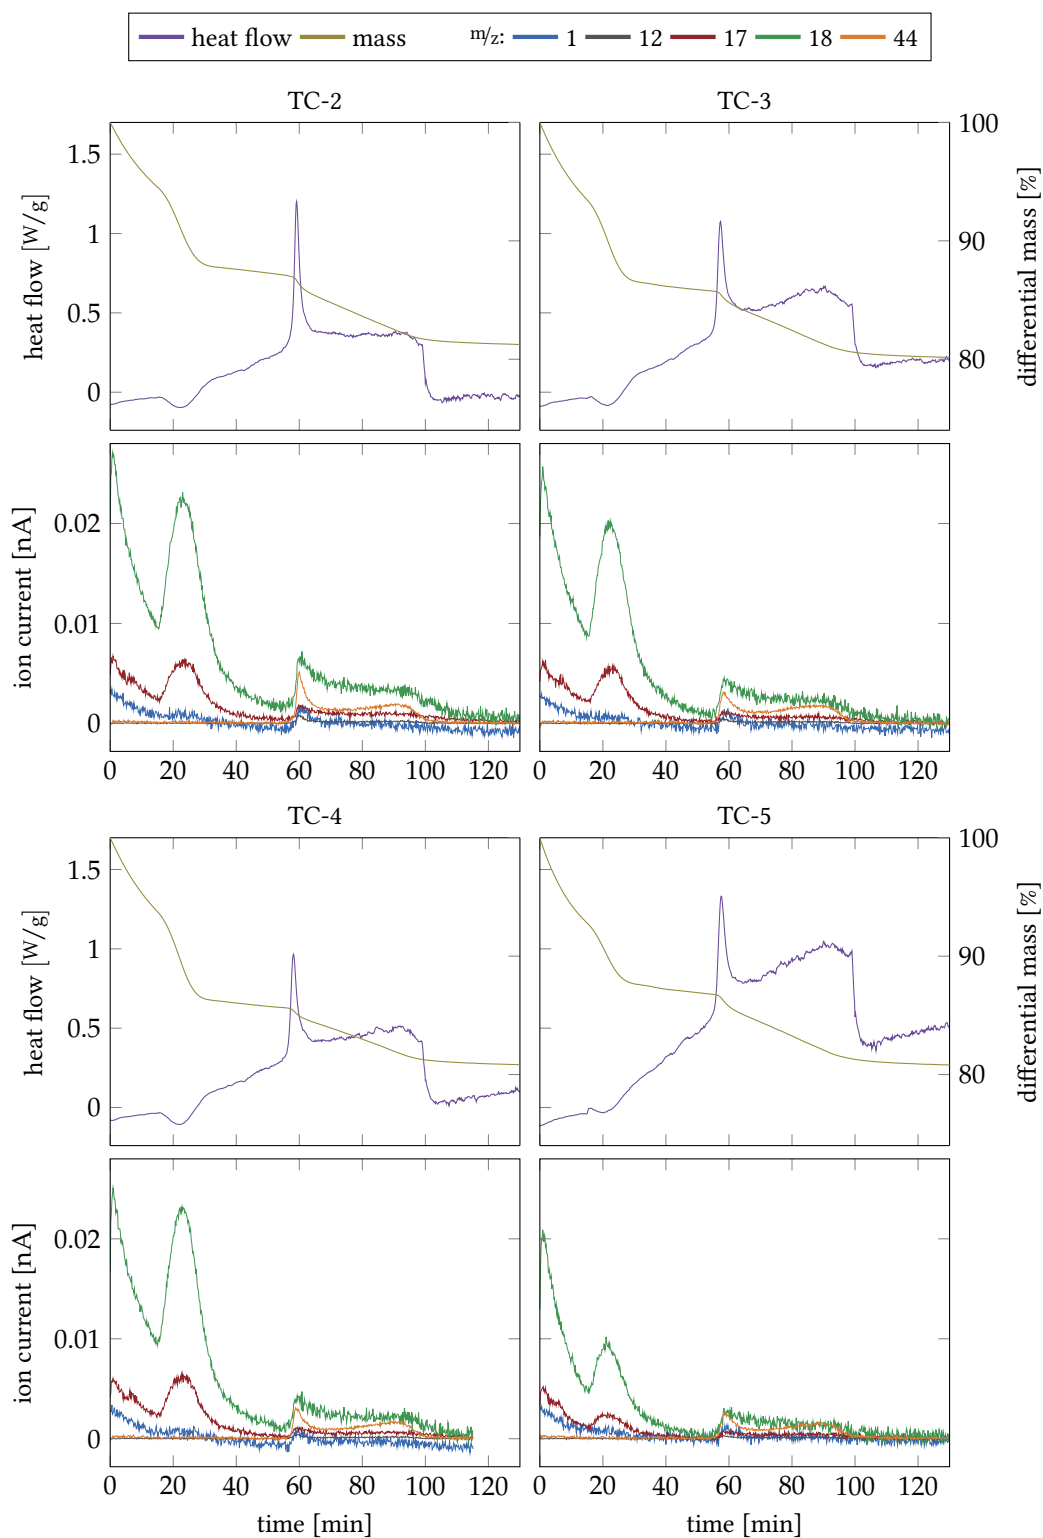 heat flow mass m/z: 1 12 17 18 44
TC-2 TC-3
1.5
1
0.5
0
heat flow [W/g]
100
90
80
differential mass [%]
0.02
0.01
0
ion current [nA]
0 20 40 60 80 100 120
0 20 40 60 80 100 120
TC-4 TC-5
1.5
1
0.5
0
heat flow [W/g]
100
90
80
differential mass [%]
0.02
0.01
0
ion current [nA]
0 20 40 60 80 100 120
0 20 40 60 80 100 120
time [min] time [min]